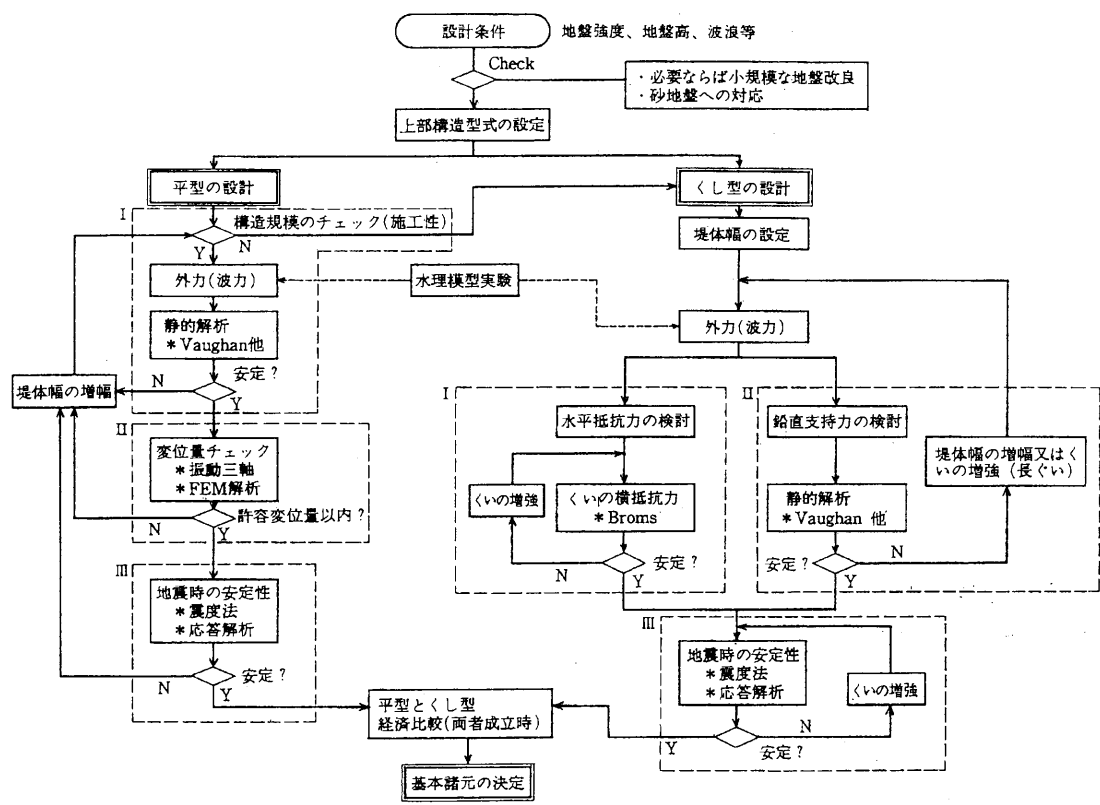 設計条件
地盤強度、地盤高、波浪等
Check
・必要ならば小規模な地盤改良
・砂地盤への対応
上部構造型式の設定
平型の設計
くし型の設計
I
構造規模のチェック(施工性)
N
Y
堤体幅の設定
外力(波力)
水理模型実験
外力(波力)
静的解析
*Vaughan他
安定?
N
Y
堤体幅の増幅
II
変位量チェック
*振動三軸
*FEM解析
許容変位量以内?
N
Y
III
地震時の安定性
*震度法
*応答解析
安定?
N
Y
I
水平抵抗力の検討
くいの増強
くいの横抵抗力
*Broms
安定?
N
Y
II
鉛直支持力の検討
堤体幅の増幅又はく
いの増強(長ぐい)
静的解析
*Vaughan 他
安定?
N
Y
III
地震時の安定性
*震度法
*応答解析
くいの増強
N
Y
安定?
平型とくし型
経済比較(両者成立時)
基本諸元の決定